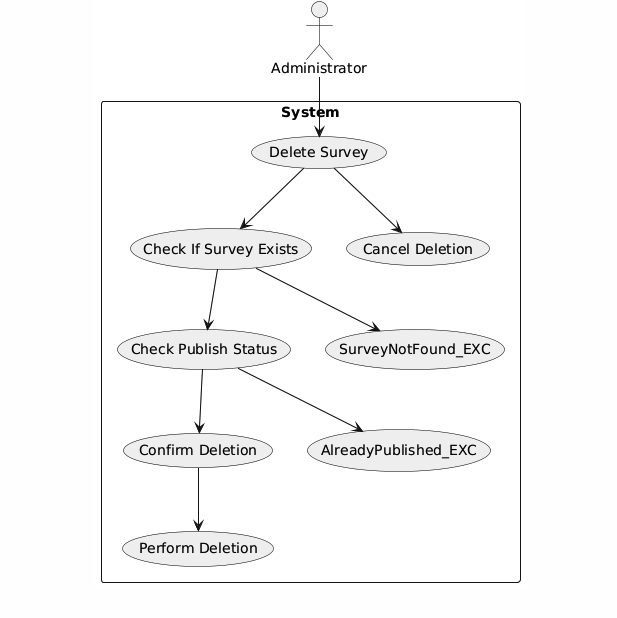 Administrator
System
Delete Survey
Check If Survey Exists
Cancel Deletion
Check Publish Status
SurveyNotFound_EXC
Confirm Deletion
AlreadyPublished_EXC
Perform Deletion